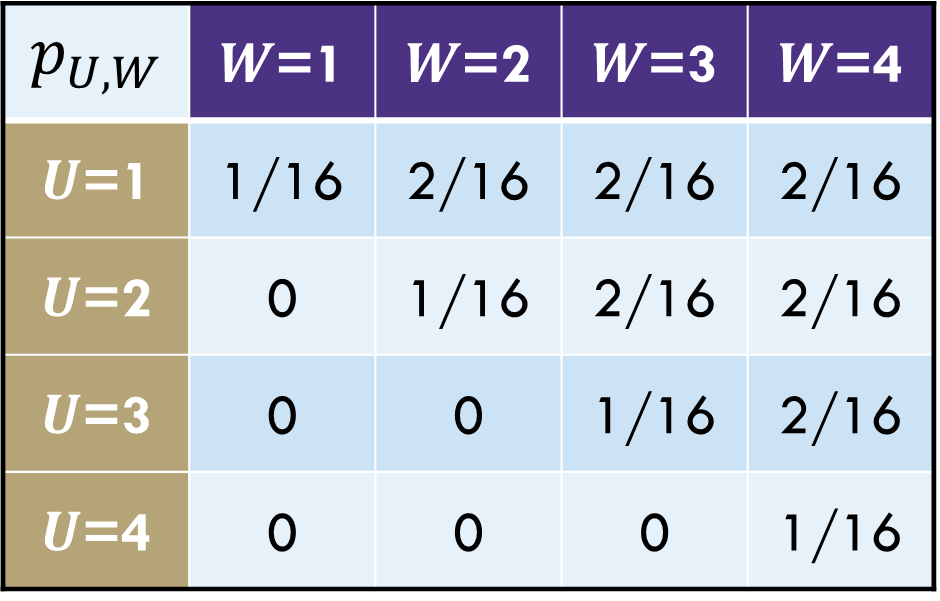 pU,W W=1 W=2 W=3 W=4
U=1 1/16 2/16 2/16 2/16
U=2 0 1/16 2/16 2/16
U=3 0 0 1/16 2/16
U=4 0 0 0 1/16